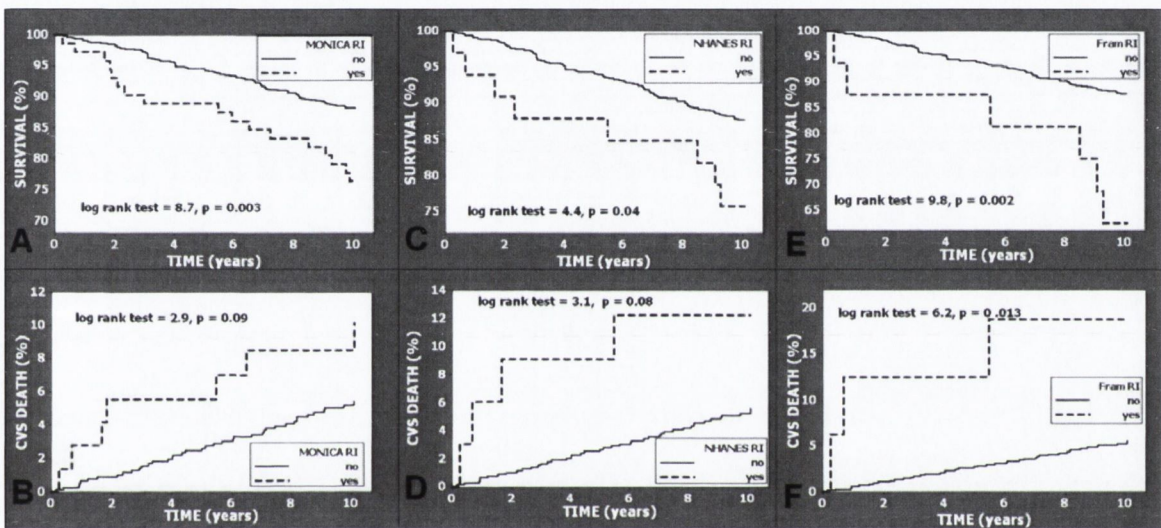 A
SURVIVAL (%)
100
95
90
85
80
75
70
MONICA RI
no
yes
log rank test = 8.7, p = 0.003
0 2 4 6 8 10
TIME (years)
C
SURVIVAL (%)
100
95
90
85
80
75
NHANES RI
no
yes
log rank test = 4.4, p = 0.04
0 2 4 6 8 10
TIME (years)
E
SURVIVAL (%)
100
95
90
85
80
75
70
65
Fram RI
no
yes
log rank test = 9.8, p = 0.002
0 2 4 6 8 10
TIME (years)
B
CVS DEATH (%)
12
10
8
6
4
2
0
log rank test = 2.9, p = 0.09
MONICA RI
no
yes
0 2 4 6 8 10
TIME (years)
D
CVS DEATH (%)
14
12
10
8
6
4
2
0
log rank test = 3.1, p = 0.08
NHANES RI
no
yes
0 2 4 6 8 10
TIME (years)
F
CVS DEATH (%)
20
15
10
5
0
log rank test = 6.2, p = 0.013
Fram RI
no
yes
0 2 4 6 8 10
TIME (years)